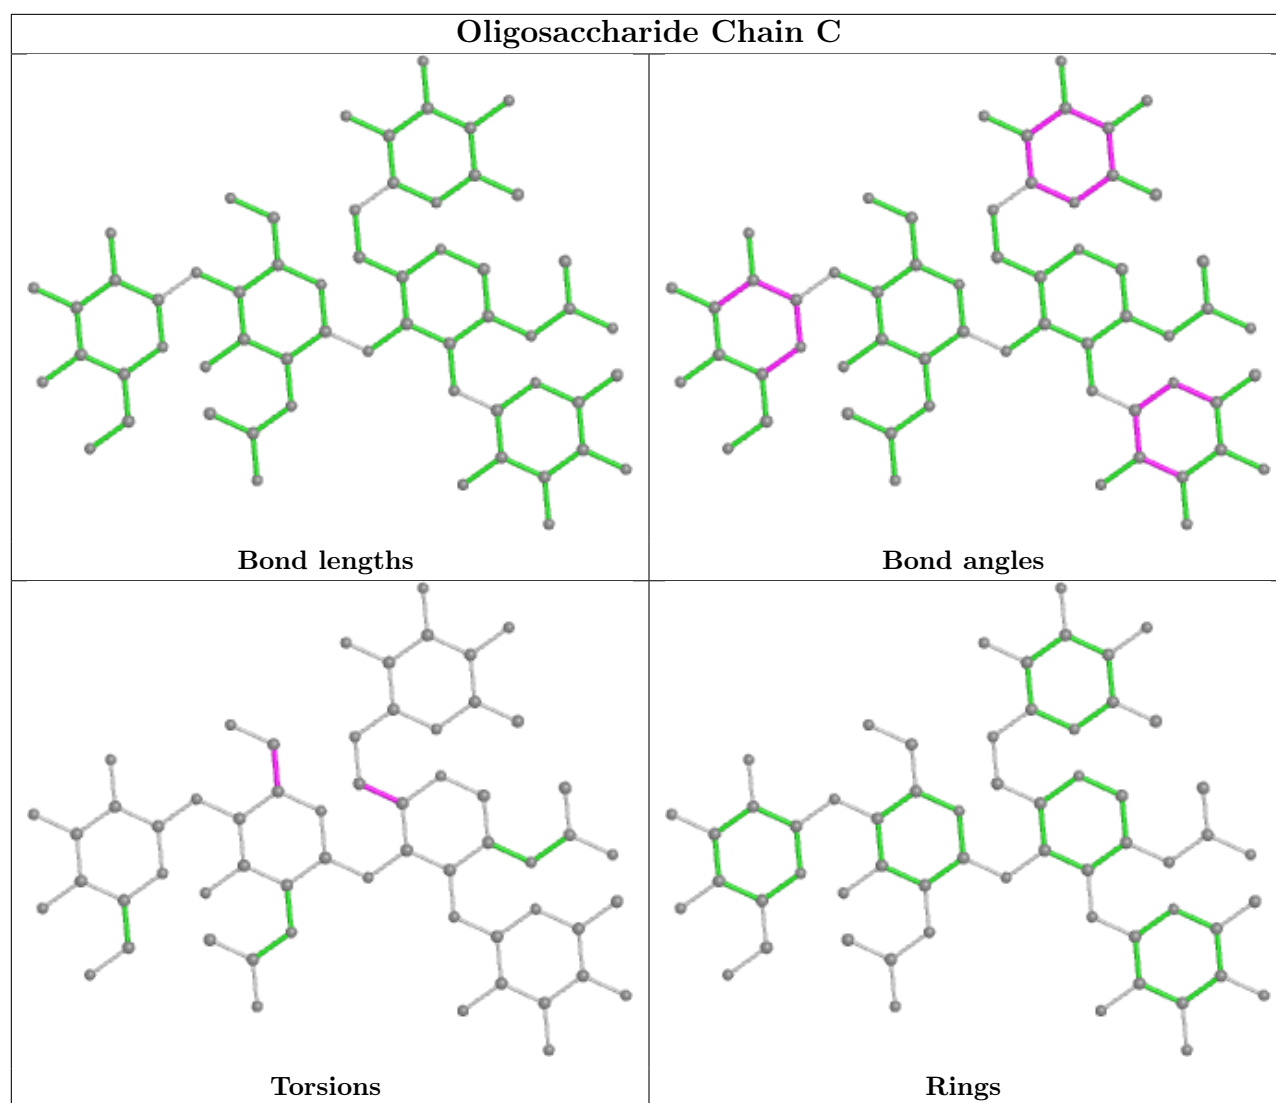 Oligosaccharide Chain C
Bond lengths
Bond angles
Torsions
Rings